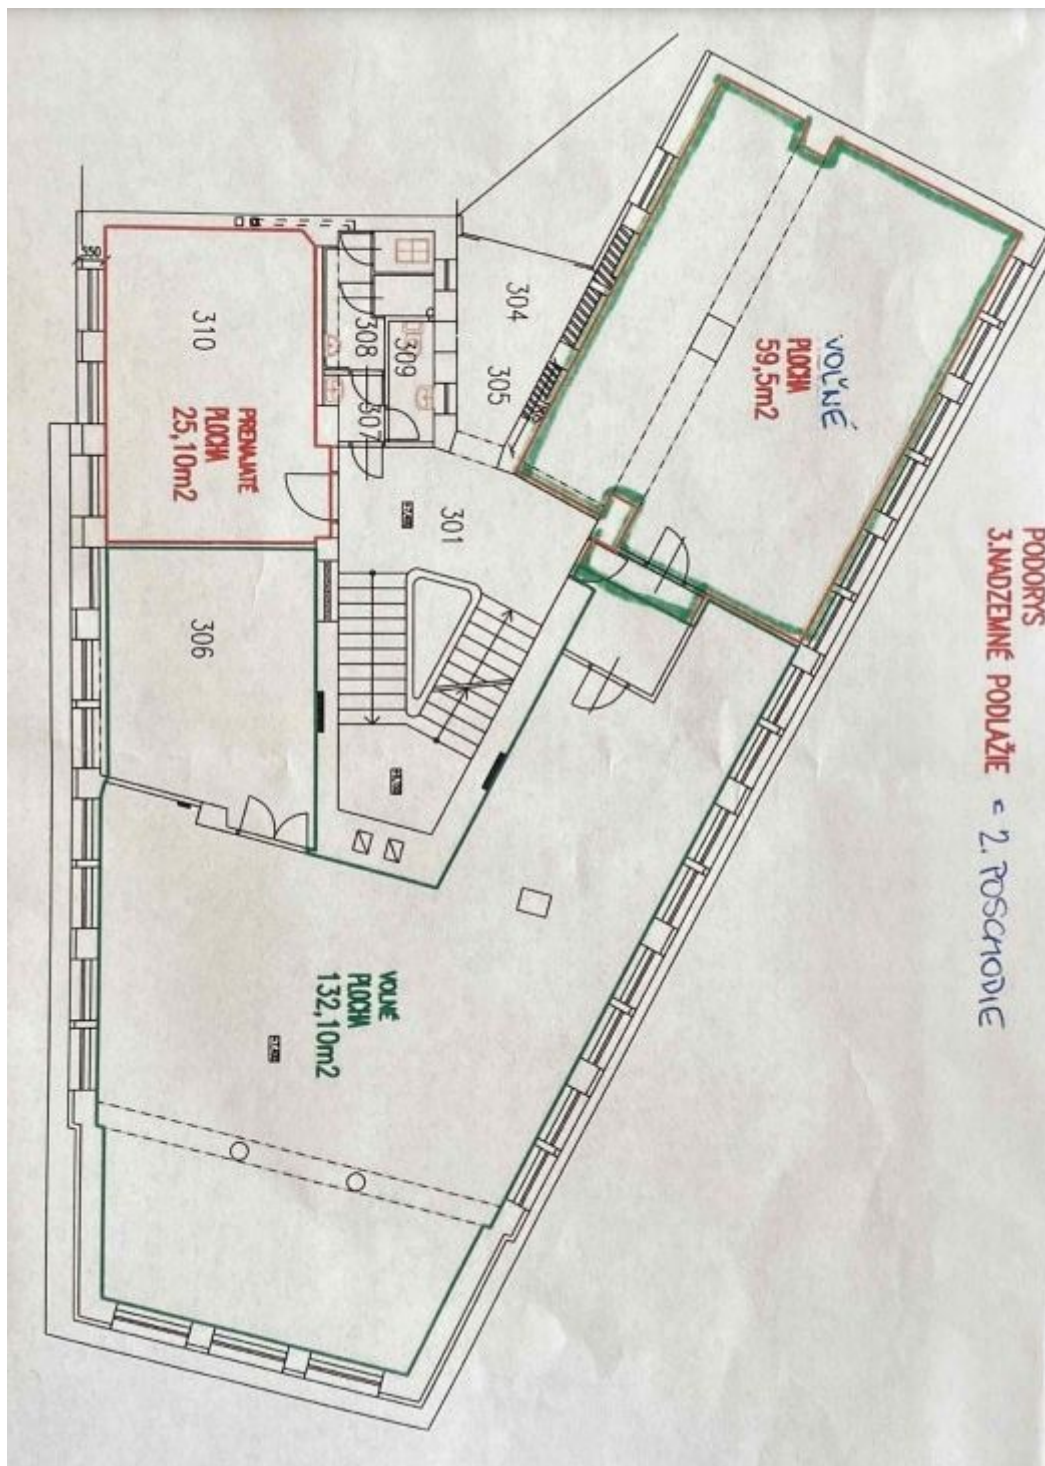 PODORYS
3.NADZEMNÉ PODLAŽIE = 2. POSCHODIE
VOĽNÉ
PLOCHA
59,5m2
304
305
310
PRENAJATÉ
PLOCHA
25,10m2
308
309
307
301
306
VOĽNÉ
PLOCHA
132,10m2
550